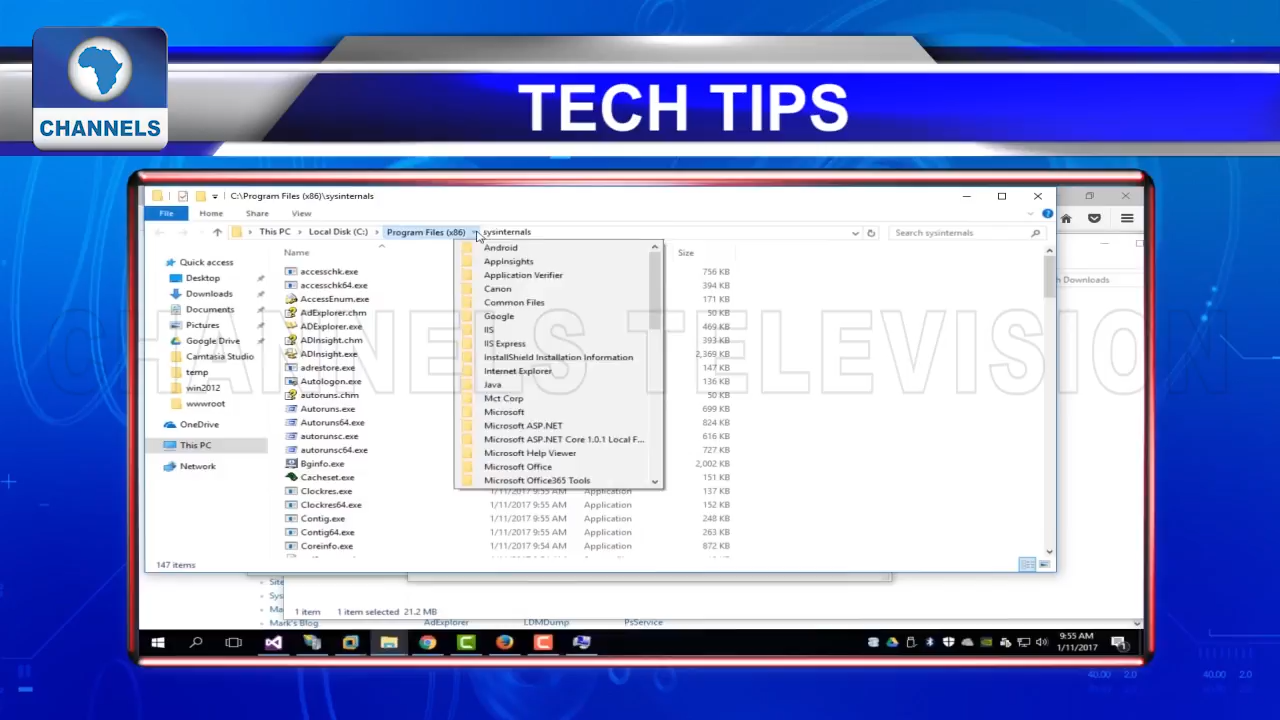 CHANNELS
TECH TIPS
C:\Program Files (x86)\sysinternals
File Home Share View
This PC Local Disk (C:) Program Files (x86) sysinternals
Search sysinternals
Name Size
Quick access
Desktop
Downloads
Documents
Pictures
Google Drive
Camtasia Studio
temp
win2012
wwwroot
OneDrive
This PC
Network
accesschk.exe 756 KB
accesschk64.exe 394 KB
AccessEnum.exe 171 KB
AdExplorer.chm 50 KB
ADExplorer.exe 469 KB
ADInsight.chm 393 KB
ADInsight.exe 2,369 KB
adrestore.exe 147 KB
Autologon.exe 136 KB
autoruns.chm 50 KB
Autoruns.exe 699 KB
Autoruns64.exe 824 KB
autorunsc.exe 616 KB
autorunsc64.exe 727 KB
Bginfo.exe 2,002 KB
Cacheset.exe 151 KB
Clockres.exe 1/11/2017 9:55 AM Application 137 KB
Clockres64.exe 1/11/2017 9:55 AM Application 152 KB
Contig.exe 1/11/2017 9:55 AM Application 248 KB
Contig64.exe 1/11/2017 9:55 AM Application 263 KB
Coreinfo.exe 1/11/2017 9:54 AM Application 872 KB
Android
AppInsights
Application Verifier
Canon
Common Files
Google
IIS
IIS Express
InstallShield Installation Information
Internet Explorer
Java
Mct Corp
Microsoft
Microsoft ASP.NET
Microsoft ASP.NET Core 1.0.1 Local F...
Microsoft Help Viewer
Microsoft Office
Microsoft Office365 Tools
CHANNELS TELEVISION
Downloads
147 items
1 item 1 item selected 21.2 MB
Mark's Blog AdExplorer LDMDump PsService
9:55 AM
1/11/2017
40.00 2.0 40.00 2.0